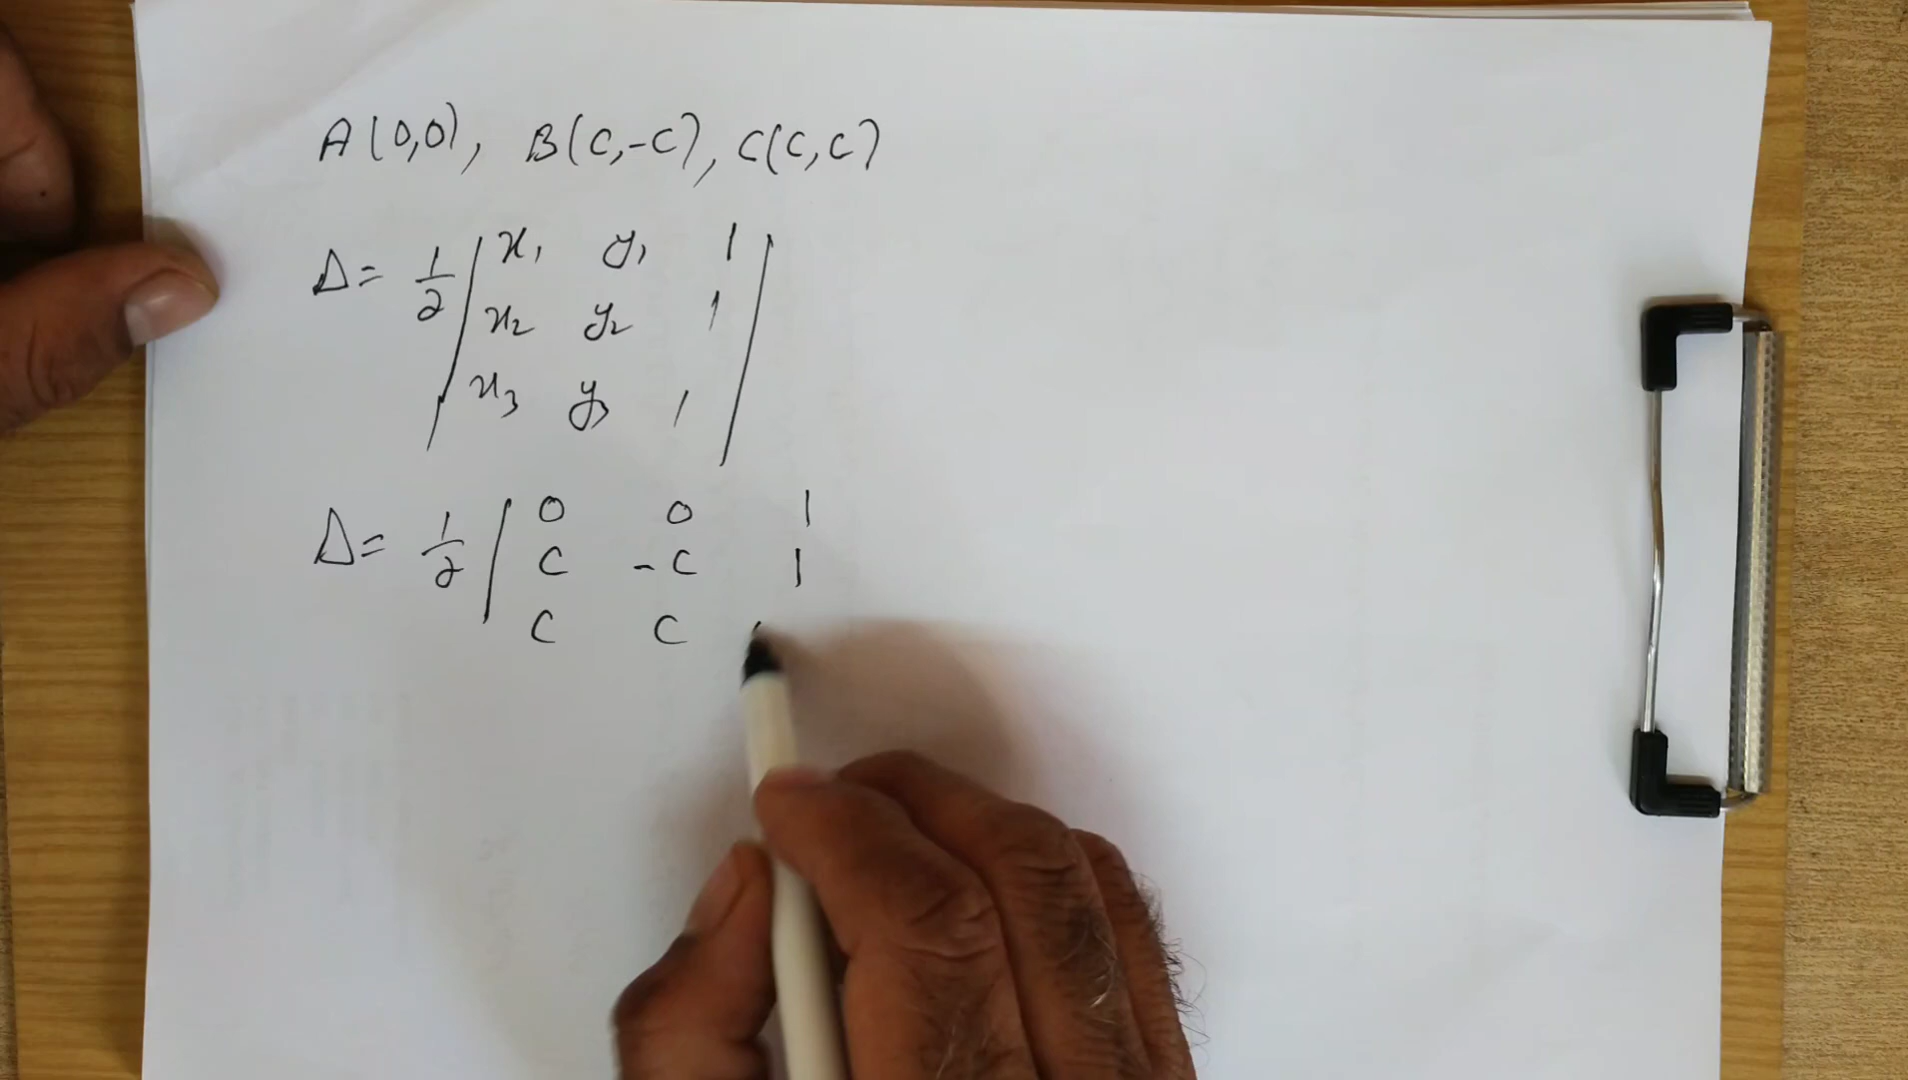 A(0,0), B(C,-C), C(C,C)
Δ= 1/2 | x₁ y₁ 1 |
x₂ y₂ 1
x₃ y₃ 1
Δ= 1/2 | 0 0 1
C -C 1
C C